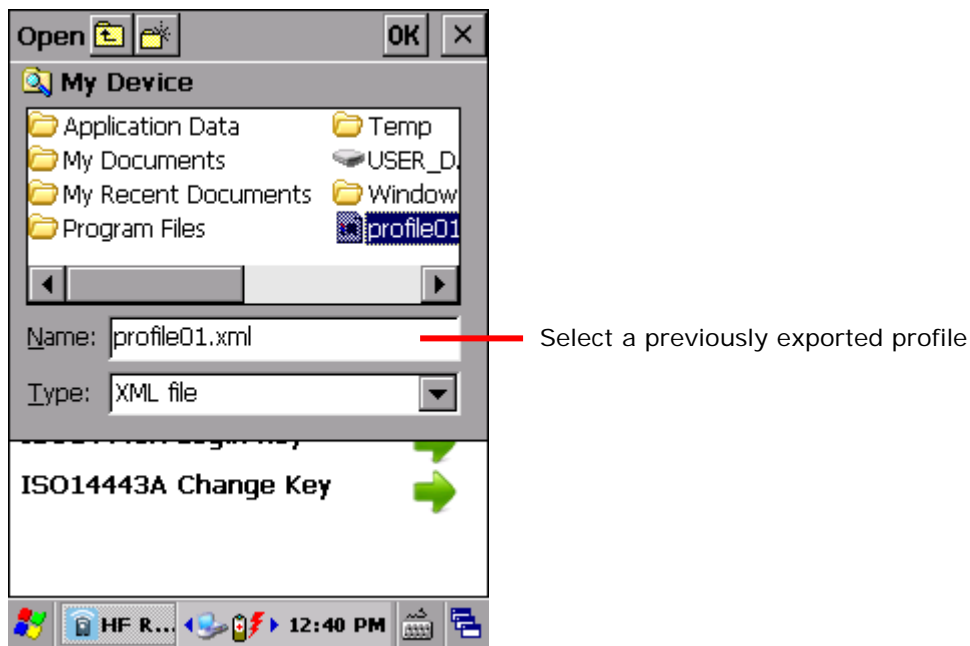 Open OK
My Device
Application Data
My Documents
My Recent Documents
Program Files
Temp
USER_D
Window
profile01
Name: profile01.xml
Select a previously exported profile
Type: XML file
ISO14443A Change Key
HF R... 12:40 PM